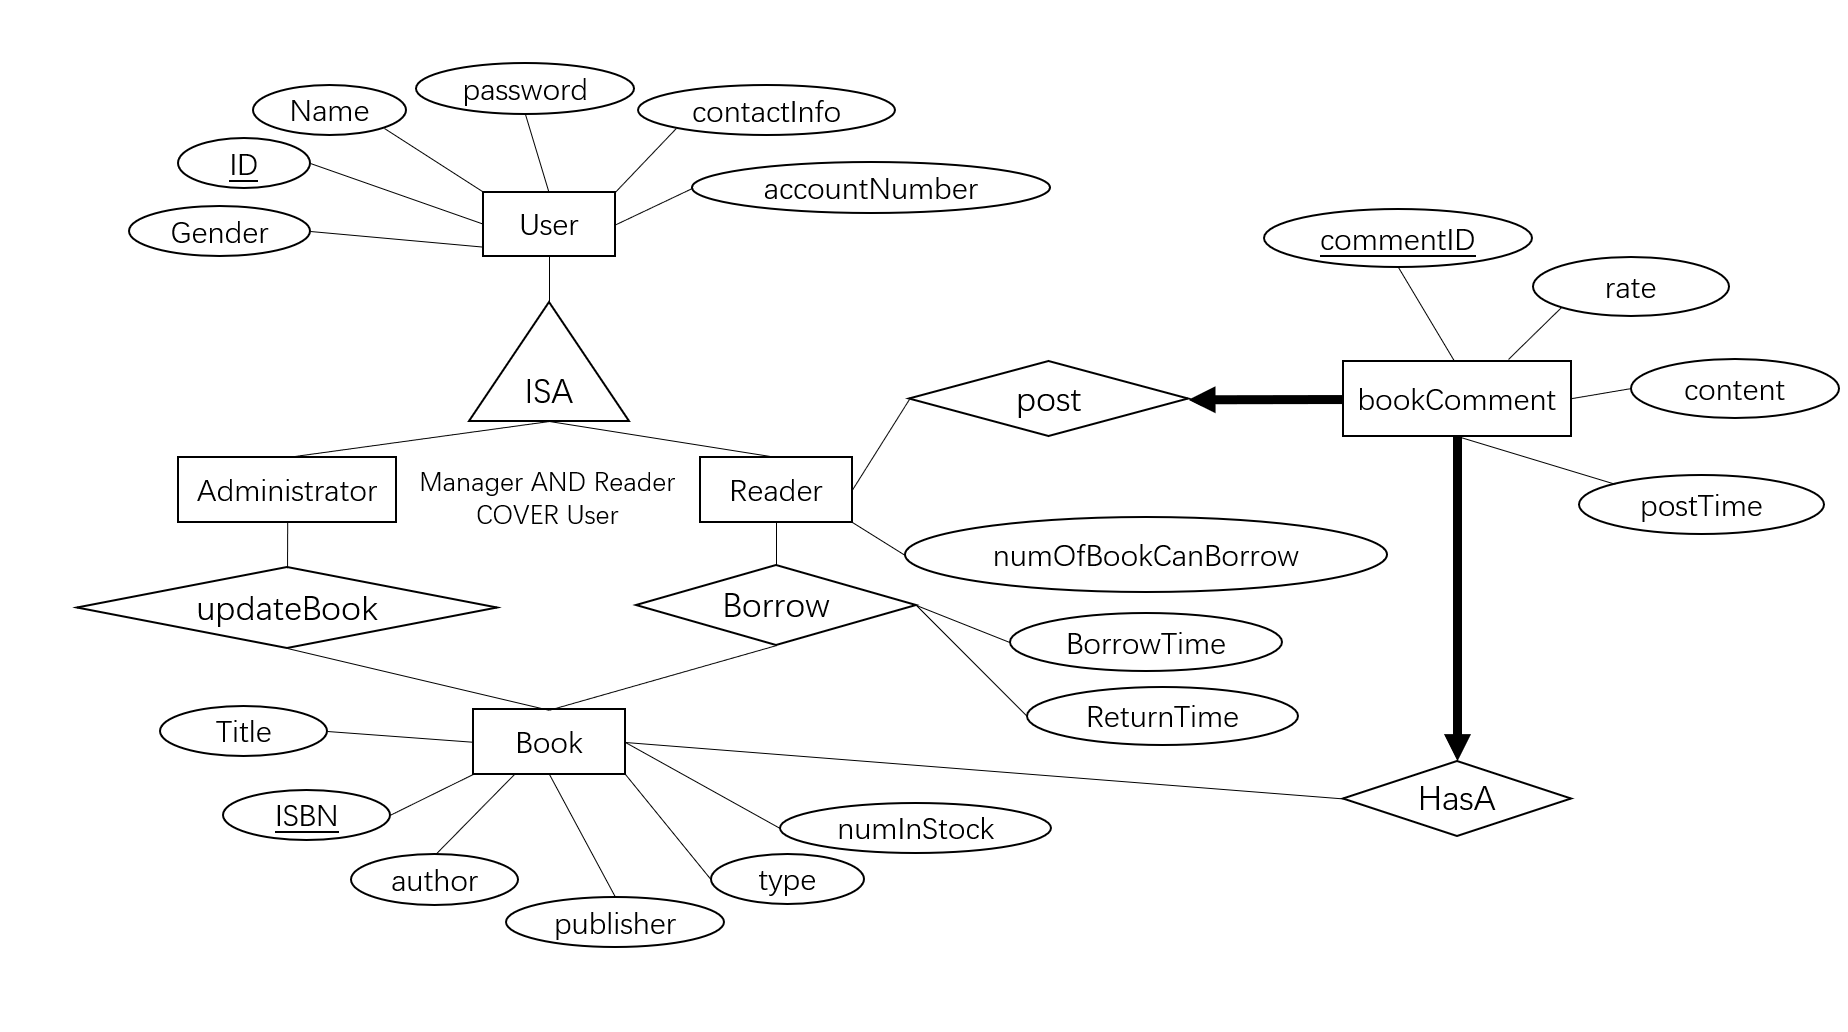 password
Name
contactInfo
ID
accountNumber
Gender
User
commentID
rate
ISA
content
post
bookComment
Administrator
Manager AND Reader
COVER User
Reader
postTime
numOfBookCanBorrow
updateBook
Borrow
BorrowTime
ReturnTime
Title
Book
HasA
ISBN
numInStock
author
type
publisher